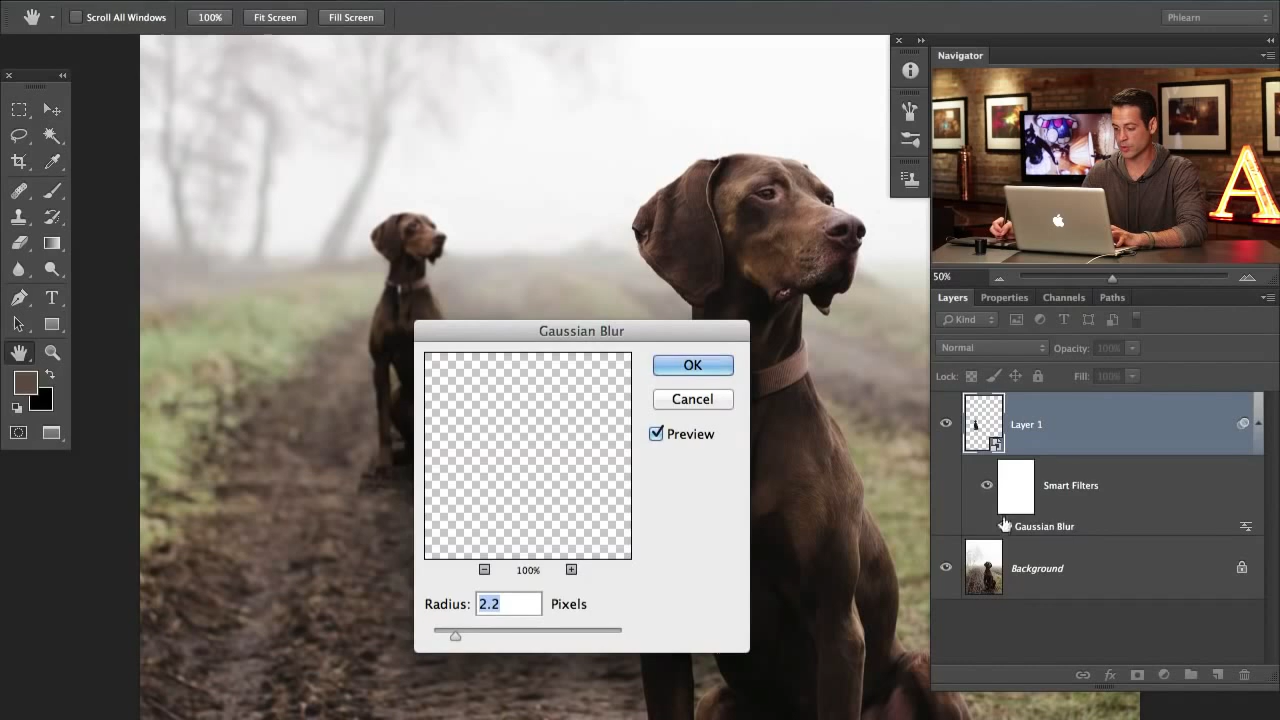 Scroll All Windows 100% Fit Screen Fill Screen Phlearn
Navigator
50%
Layers Properties Channels Paths
Kind
Normal Opacity: 100%
Lock: Fill: 100%
Layer 1
Smart Filters
Gaussian Blur
Background
Gaussian Blur
OK
Cancel
Preview
100%
Radius: 2.2 Pixels
T
T
fx
A